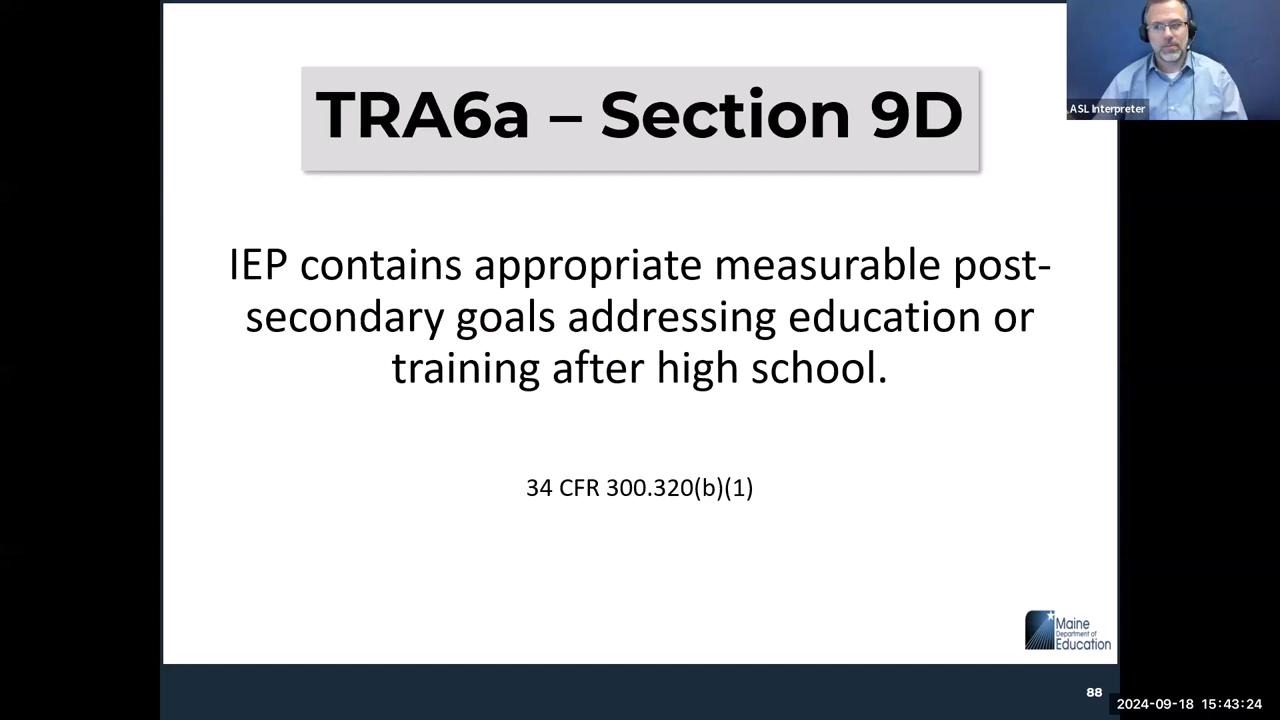 TRA6a – Section 9D
ASL Interpreter
IEP contains appropriate measurable post-
secondary goals addressing education or
training after high school.
34 CFR 300.320(b)(1)
Maine
Department of
Education
88
2024-09-18 15:43:24